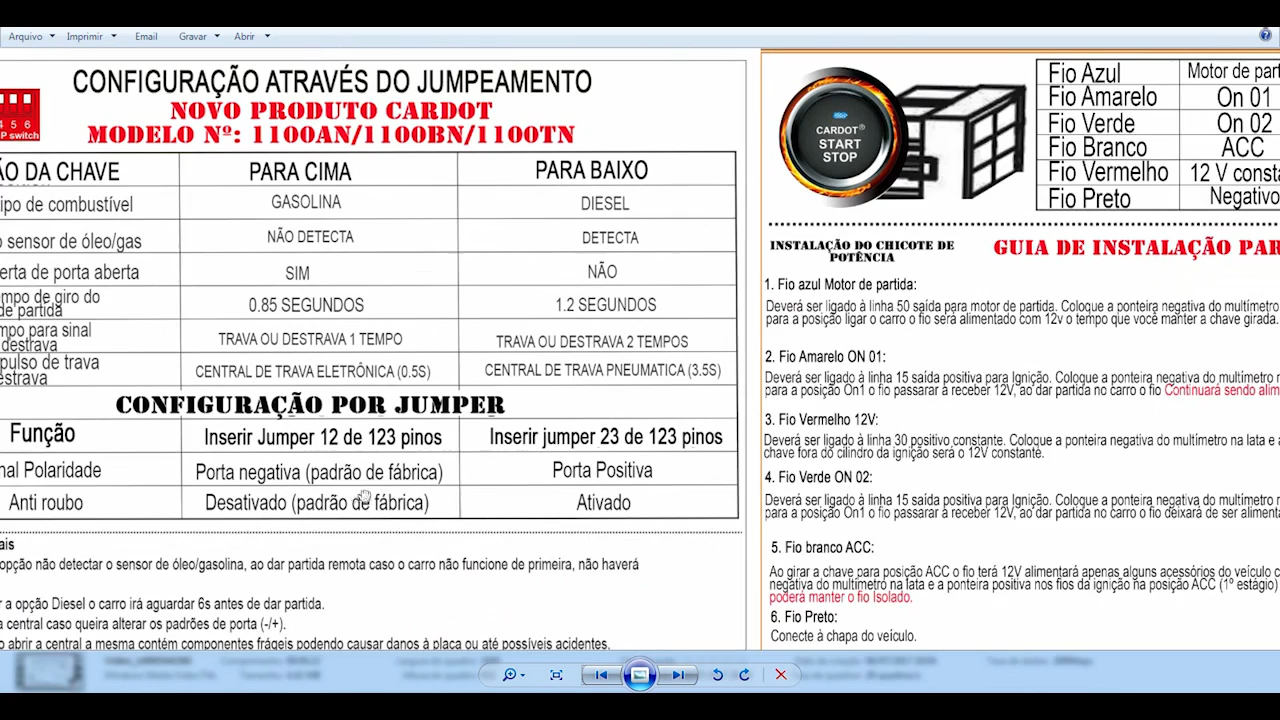 Arquivo
Imprimir
Email
Gravar
Abrir
CONFIGURAÇÃO ATRAVÉS DO JUMPEAMENTO
NOVO PRODUTO CARDOT
MODELO Nº: 1100AN/1100BN/1100TN
4 5 6
P switch
ÃO DA CHAVE PARA CIMA PARA BAIXO
ipo de combustível GASOLINA DIESEL
o sensor de óleo/gas NÃO DETECTA DETECTA
erta de porta aberta SIM NÃO
mpo de giro do
de partida 0.85 SEGUNDOS 1.2 SEGUNDOS
mpo para sinal
destrava TRAVA OU DESTRAVA 1 TEMPO TRAVA OU DESTRAVA 2 TEMPOS
pulso de trava
estrava CENTRAL DE TRAVA ELETRÔNICA (0.5S) CENTRAL DE TRAVA PNEUMATICA (3.5S)
CONFIGURAÇÃO POR JUMPER
Função Inserir Jumper 12 de 123 pinos Inserir jumper 23 de 123 pinos
nal Polaridade Porta negativa (padrão de fábrica) Porta Positiva
Anti roubo Desativado (padrão de fábrica) Ativado
ais
opção não detectar o sensor de óleo/gasolina, ao dar partida remota caso o carro não funcione de primeira, não haverá
r a opção Diesel o carro irá aguardar 6s antes de dar partida.
a central caso queira alterar os padrões de porta (-/+).
o abrir a central a mesma contém componentes frágeis podendo causar danos à placa ou até possíveis acidentes.
CARDOT®
START
STOP
Fio Azul Motor de part
Fio Amarelo On 01
Fio Verde On 02
Fio Branco ACC
Fio Vermelho 12 V consta
Fio Preto Negativo
INSTALAÇÃO DO CHICOTE DE
POTÊNCIA
GUIA DE INSTALAÇÃO PAR
1. Fio azul Motor de partida:
Deverá ser ligado à linha 50 saída para motor de partida. Coloque a ponteira negativa do multímetro
para a posição ligar o carro o fio será alimentado com 12v o tempo que você manter a chave girada.
2. Fio Amarelo ON 01:
Deverá ser ligado à linha 15 saída positiva para Ignição. Cologue a ponteira negativa do multímetro n
para a posição On1 o fio passarar a receber 12V, ao dar partida no carro o fio Continuará sendo alim
3. Fio Vermelho 12V:
Deverá ser ligado à linha 30 positivo constante. Coloque a ponteira negativa do multímetro na lata e a
chave fora do cilindro da ignição será o 12V constante.
4. Fio Verde ON 02:
Deverá ser ligado à linha 15 saída positiva para Ignição. Coloque a ponteira negativa do multímetro n
para a posição On1 o fio passarar a receber 12V, ao dar partida no carro o fio deixará de ser alimenta
5. Fio branco ACC:
Ao girar a chave para posição ACC o fio terá 12V alimentará apenas alguns acessórios do veículo c
negativa do multímetro na lata e a ponteira positiva nos fios da ignição na posição ACC (1º estágio)
poderá manter o fio Isolado.
6. Fio Preto:
Conecte à chapa do veículo.